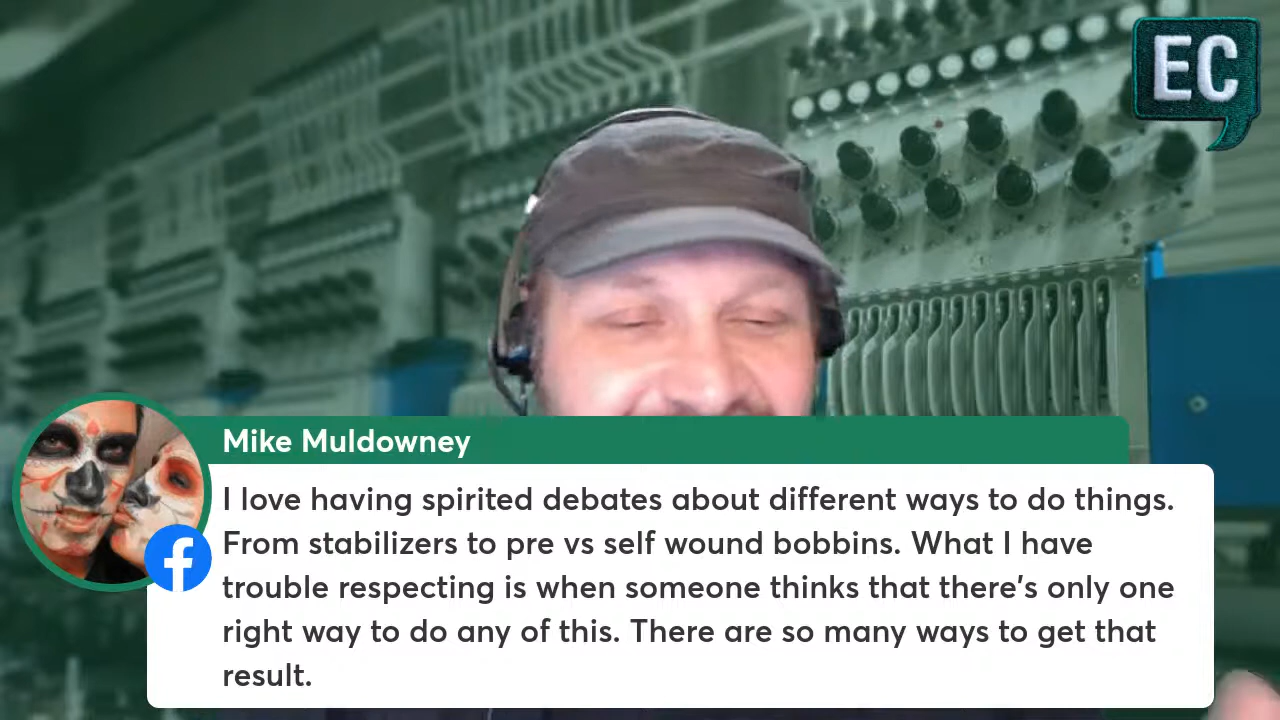 EC
Mike Muldowney
I love having spirited debates about different ways to do things.
From stabilizers to pre vs self wound bobbins. What I have
trouble respecting is when someone thinks that there's only one
right way to do any of this. There are so many ways to get that
result.